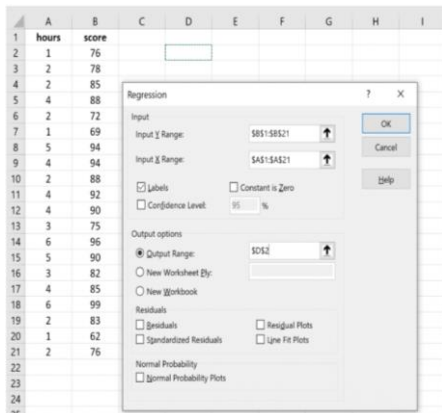 A B C D E F G H I
1 hours score
2 1 76
3 2 78
4 2 85
5 4 88
6 2 72
7 1 69
8 5 94
9 4 94
10 2 88
11 4 92
12 4 90
13 3 75
14 6 96
15 5 90
16 3 82
17 4 85
18 6 99
19 2 83
20 1 62
21 2 76
22
23
24
Regression ? X
Input
Input Y Range: $B$1:$B$21
Input X Range: $A$1:$A$21
Labels Constant is Zero
Confidence Level: 95 %
OK
Cancel
Help
Output options
Output Range: $D$2
New Worksheet Ply:
New Workbook
Residuals
Residuals Residual Plots
Standardized Residuals Line Fit Plots
Normal Probability
Normal Probability Plots